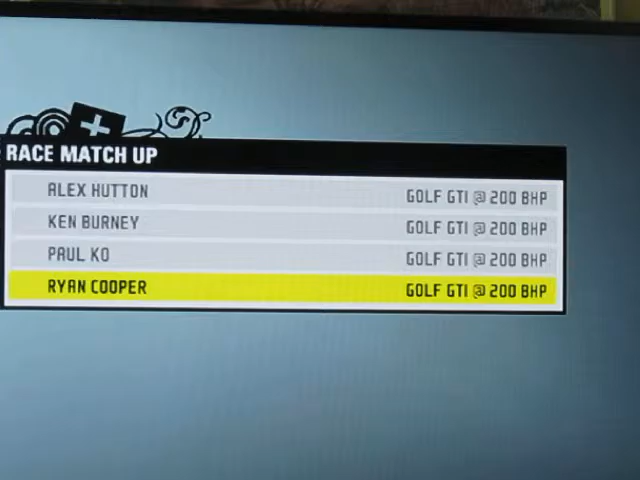 RACE MATCH UP
ALEX HUTTON GOLF GTI @ 200 BHP
KEN BURNEY GOLF GTI @ 200 BHP
PAUL KO GOLF GTI @ 200 BHP
RYAN COOPER GOLF GTI @ 200 BHP